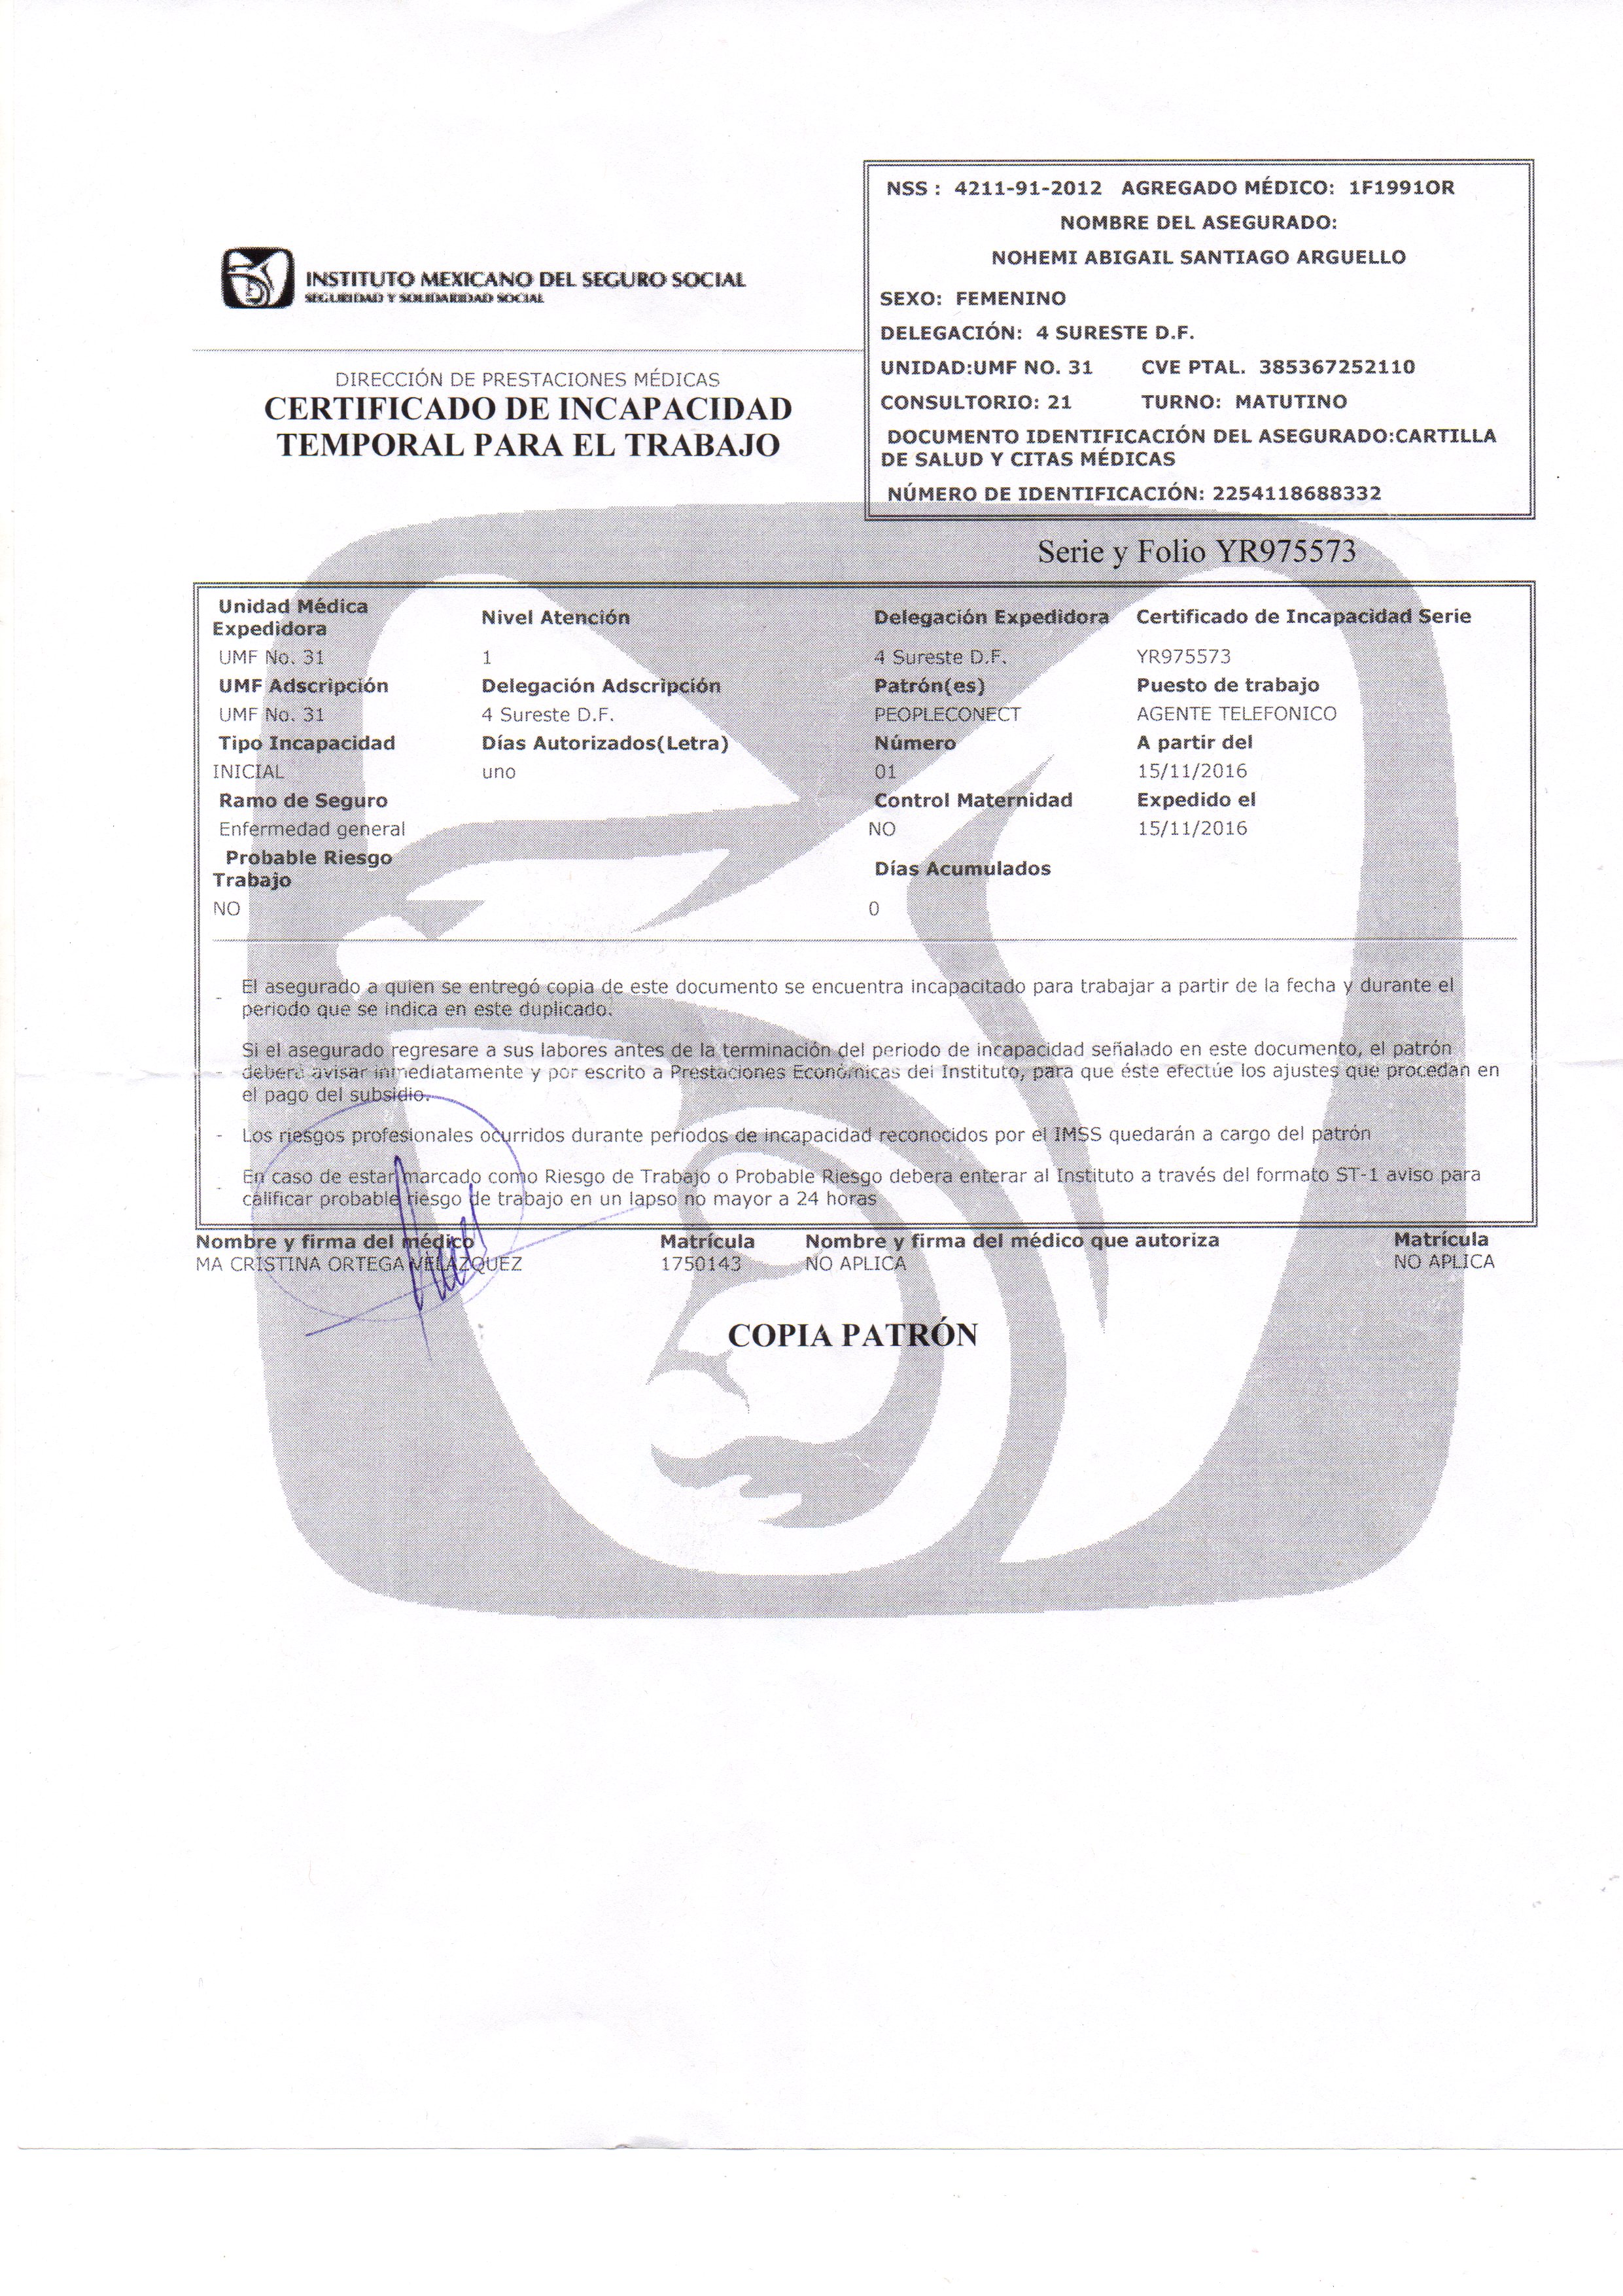 NSS : 4211-91-2012 AGREGADO MÉDICO: 1F1991OR
NOMBRE DEL ASEGURADO:
NOHEMI ABIGAIL SANTIAGO ARGUELLO
SEXO: FEMENINO
DELEGACIÓN: 4 SURESTE D.F.
UNIDAD:UMF NO. 31 CVE PTAL. 385367252110
CONSULTORIO: 21 TURNO: MATUTINO
DOCUMENTO IDENTIFICACIÓN DEL ASEGURADO:CARTILLA
DE SALUD Y CITAS MÉDICAS
NÚMERO DE IDENTIFICACIÓN: 2254118688332
INSTITUTO MEXICANO DEL SEGURO SOCIAL
SEGURIDAD Y SOLIDARIDAD SOCIAL
DIRECCIÓN DE PRESTACIONES MÉDICAS
CERTIFICADO DE INCAPACIDAD
TEMPORAL PARA EL TRABAJO
Serie y Folio YR975573
Unidad Médica
Expedidora Nivel Atención Delegación Expedidora Certificado de Incapacidad Serie
UMF No. 31 1 4 Sureste D.F. YR975573
UMF Adscripción Delegación Adscripción Patrón(es) Puesto de trabajo
UMF No. 31 4 Sureste D.F. PEOPLECONECT AGENTE TELEFONICO
Tipo Incapacidad Días Autorizados(Letra) Número A partir del
INICIAL uno 01 15/11/2016
Ramo de Seguro Control Maternidad Expedido el
Enfermedad general NO 15/11/2016
Probable Riesgo
Trabajo Días Acumulados
NO 0
- El asegurado a quien se entregó copia de este documento se encuentra incapacitado para trabajar a partir de la fecha y durante el
periodo que se indica en este duplicado.
Si el asegurado regresare a sus labores antes de la terminación del periodo de incapacidad señalado en este documento, el patrón
- deberá avisar inmediatamente y por escrito a Prestaciones Económicas del Instituto, para que éste efectúe los ajustes que procedan en
el pago del subsidio.
- Los riesgos profesionales ocurridos durante periodos de incapacidad reconocidos por el IMSS quedarán a cargo del patrón
- En caso de estar marcado como Riesgo de Trabajo o Probable Riesgo debera enterar al Instituto a través del formato ST-1 aviso para
calificar probable riesgo de trabajo en un lapso no mayor a 24 horas
Nombre y firma del médico Matrícula Nombre y firma del médico que autoriza Matrícula
MA CRISTINA ORTEGA VELAZQUEZ 1750143 NO APLICA NO APLICA
COPIA PATRÓN